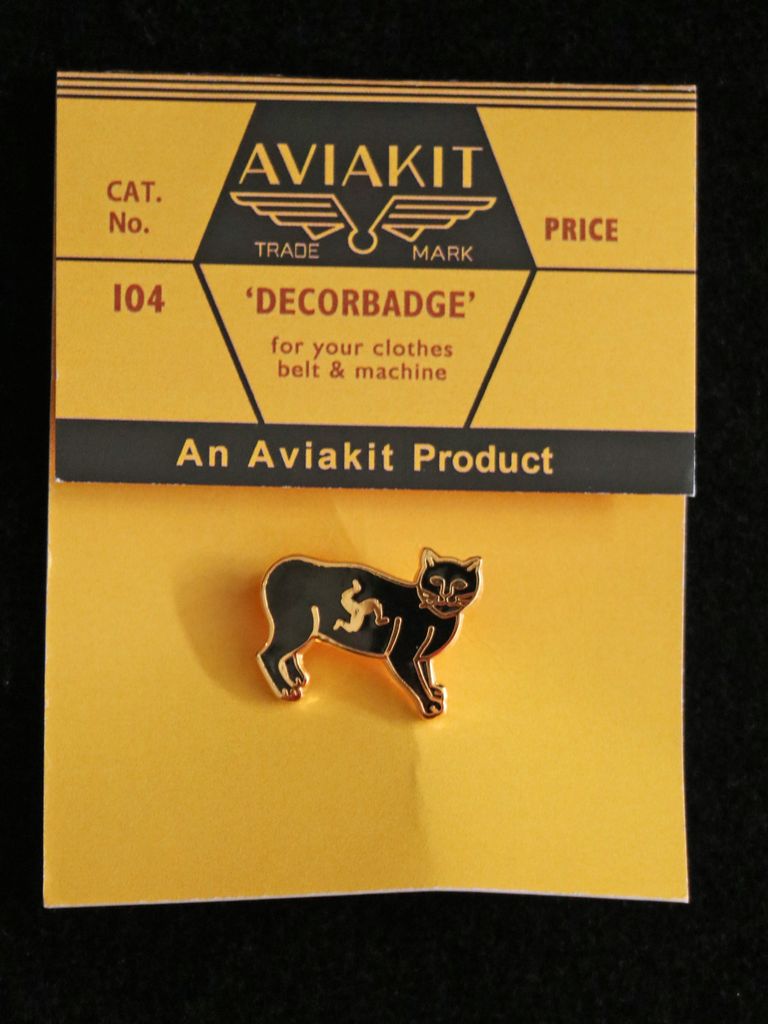 AVIAKIT
TRADE MARK
CAT.
No.
PRICE
104
'DECORBADGE'
for your clothes
belt & machine
An Aviakit Product